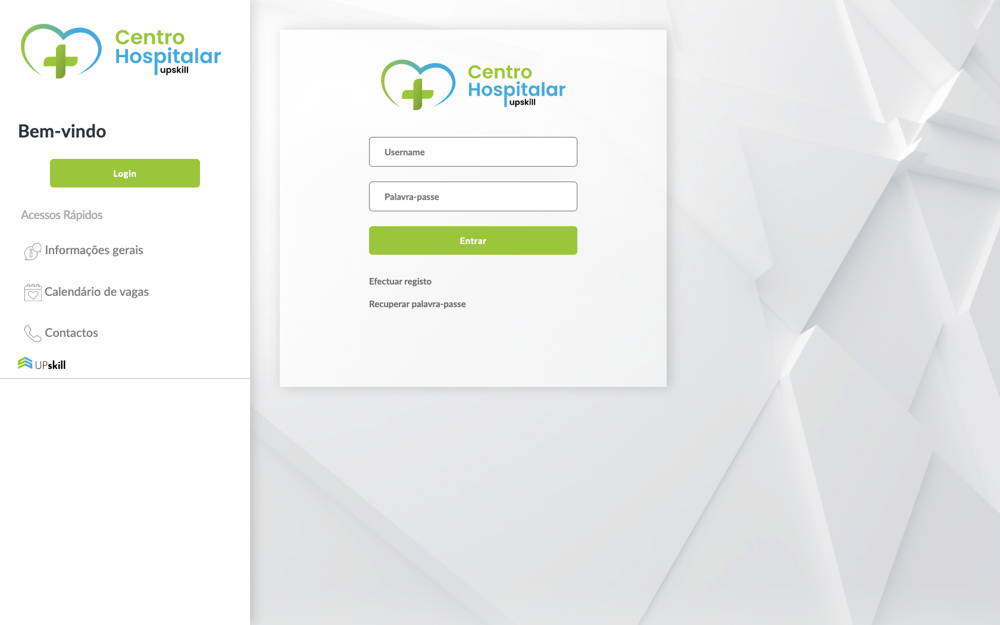 Centro
Hospitalar
upskill
Bem-vindo
Login
Acessos Rápidos
Informações gerais
Calendário de vagas
Contactos
UPskill
Centro
Hospitalar
upskill
Username
Palavra-passe
Entrar
Efectuar registo
Recuperar palavra-passe